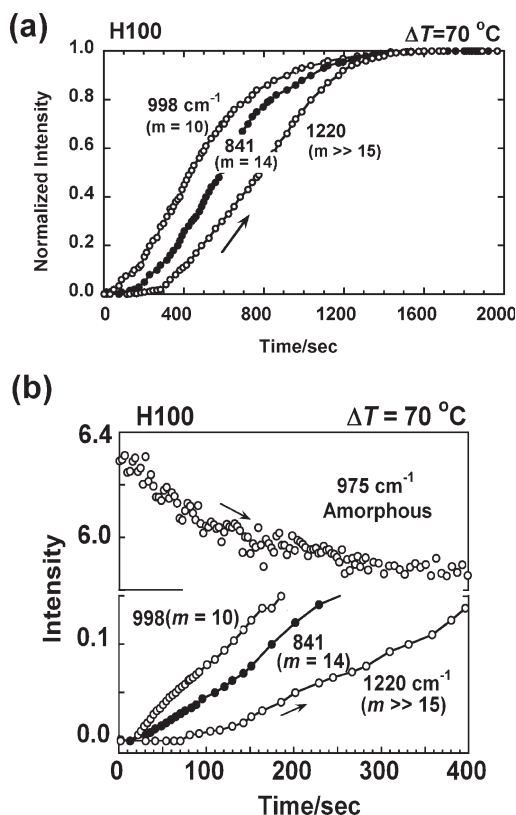 (a)
H100 ΔT=70 °C
1.0
0.8
0.6
0.4
0.2
0.0
Normalized Intensity
998 cm⁻¹
(m = 10)
841
(m = 14)
1220
(m >> 15)
0 400 800 1200 1600 2000
Time/sec
(b)
H100 ΔT = 70 °C
6.4
6.0
0.1
0.0
Intensity
975 cm⁻¹
Amorphous
998(m = 10)
841
(m = 14)
1220 cm⁻¹
(m >> 15)
0 100 200 300 400
Time/sec